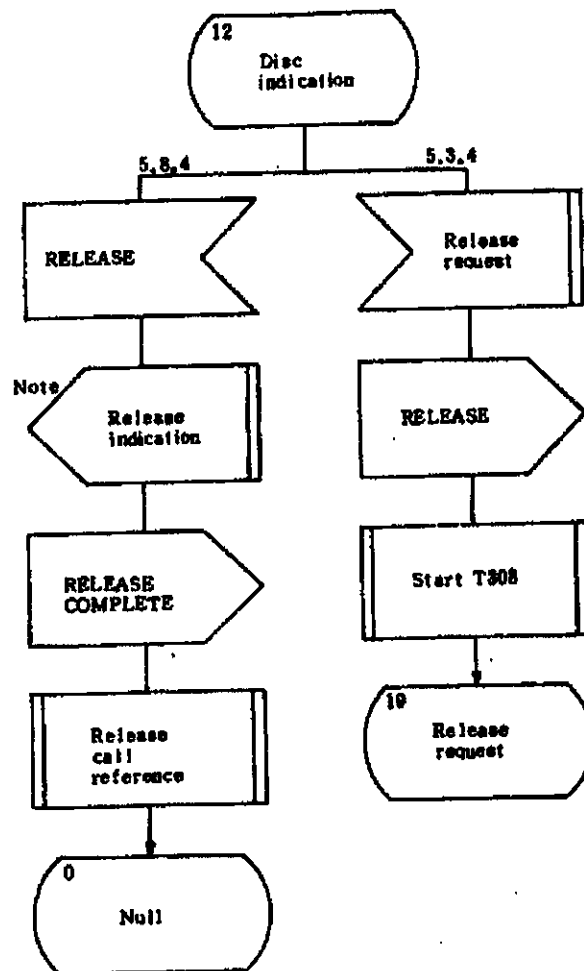 12
Disc
indication
5.8.4
5.3.4
RELEASE
Release
request
Note
Release
indication
RELEASE
RELEASE
COMPLETE
Start T308
Release
call
reference
19
Release
request
0
Null